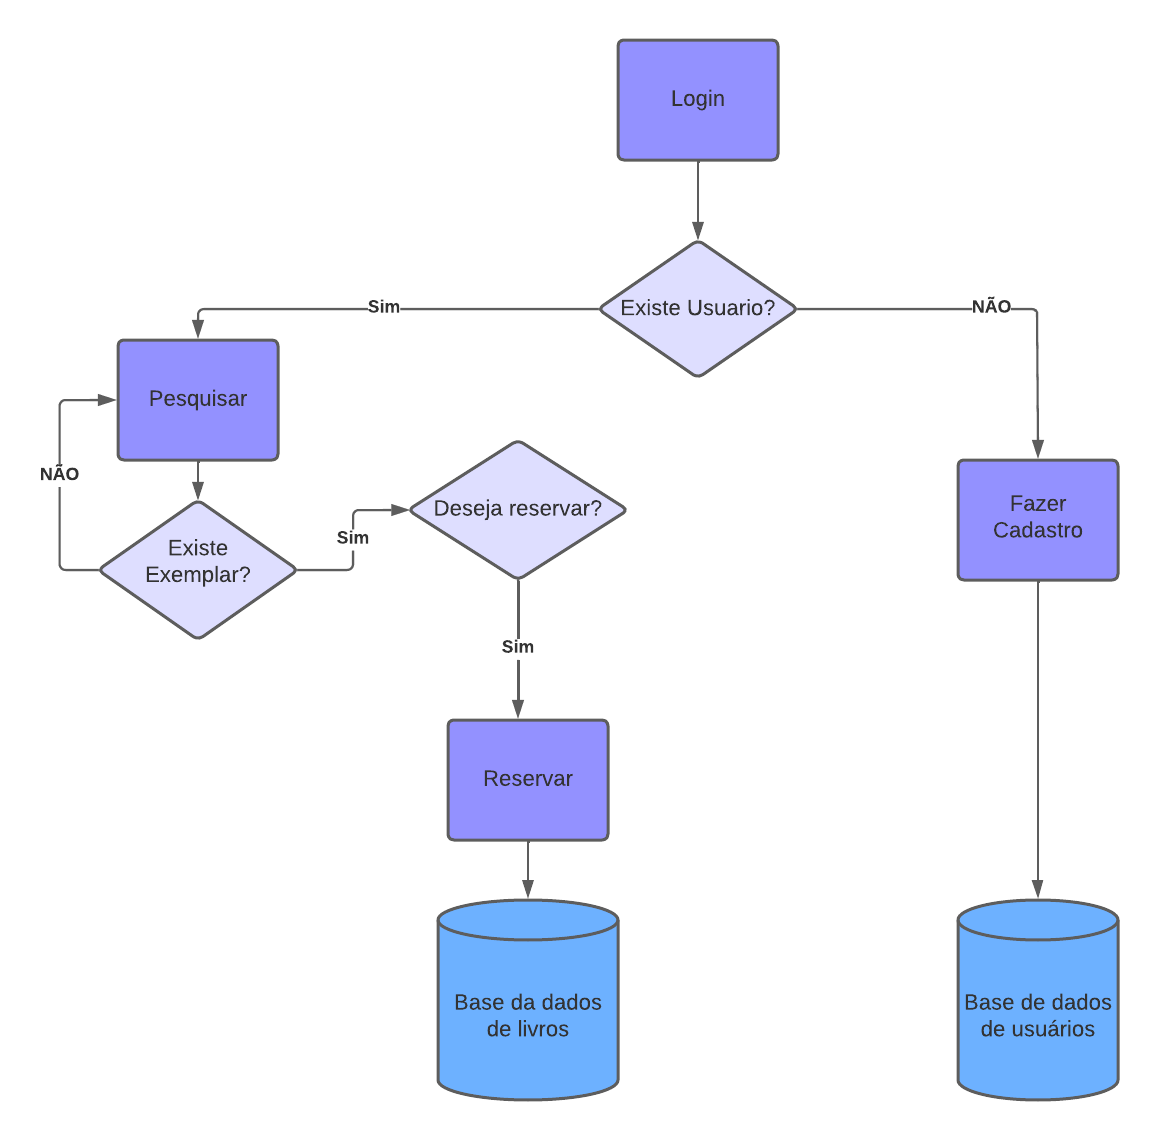 Login
Existe Usuario?
Sim
NÃO
Pesquisar
NÃO
Existe
Exemplar?
Sim
Deseja reservar?
Fazer
Cadastro
Sim
Reservar
Base da dados
de livros
Base de dados
de usuários